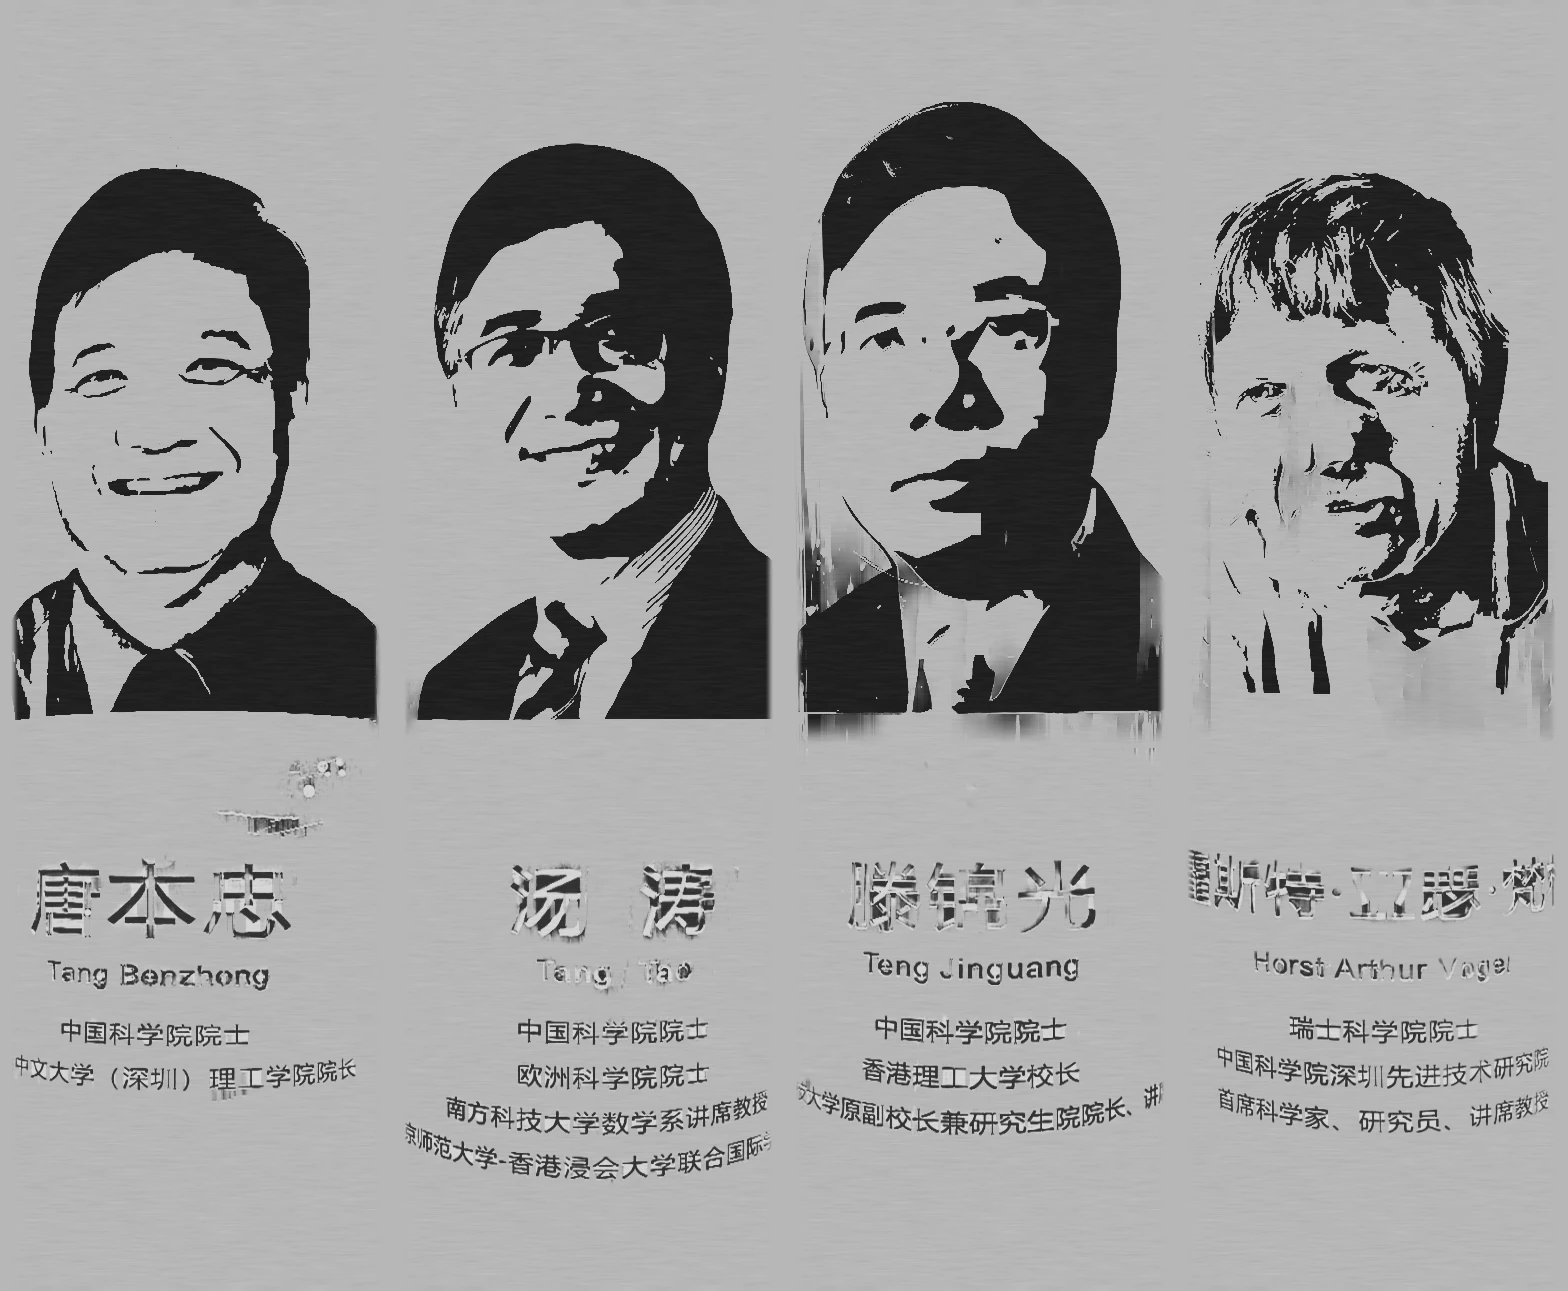 唐本忠
Tang Benzhong
中国科学院院士
中文大学（深圳）理工学院院长
汤 涛
Tang Tao
中国科学院院士
欧洲科学院院士
南方科技大学数学系讲席教授
京师范大学-香港浸会大学联合国际
滕锦光
Teng Jinguang
中国科学院院士
香港理工大学校长
大学原副校长兼研究生院院长、讲
斯特·
Horst Arthur Vogel
瑞士科学院院士
中国科学院深圳先进技术研究院
首席科学家、研究员、讲席教授